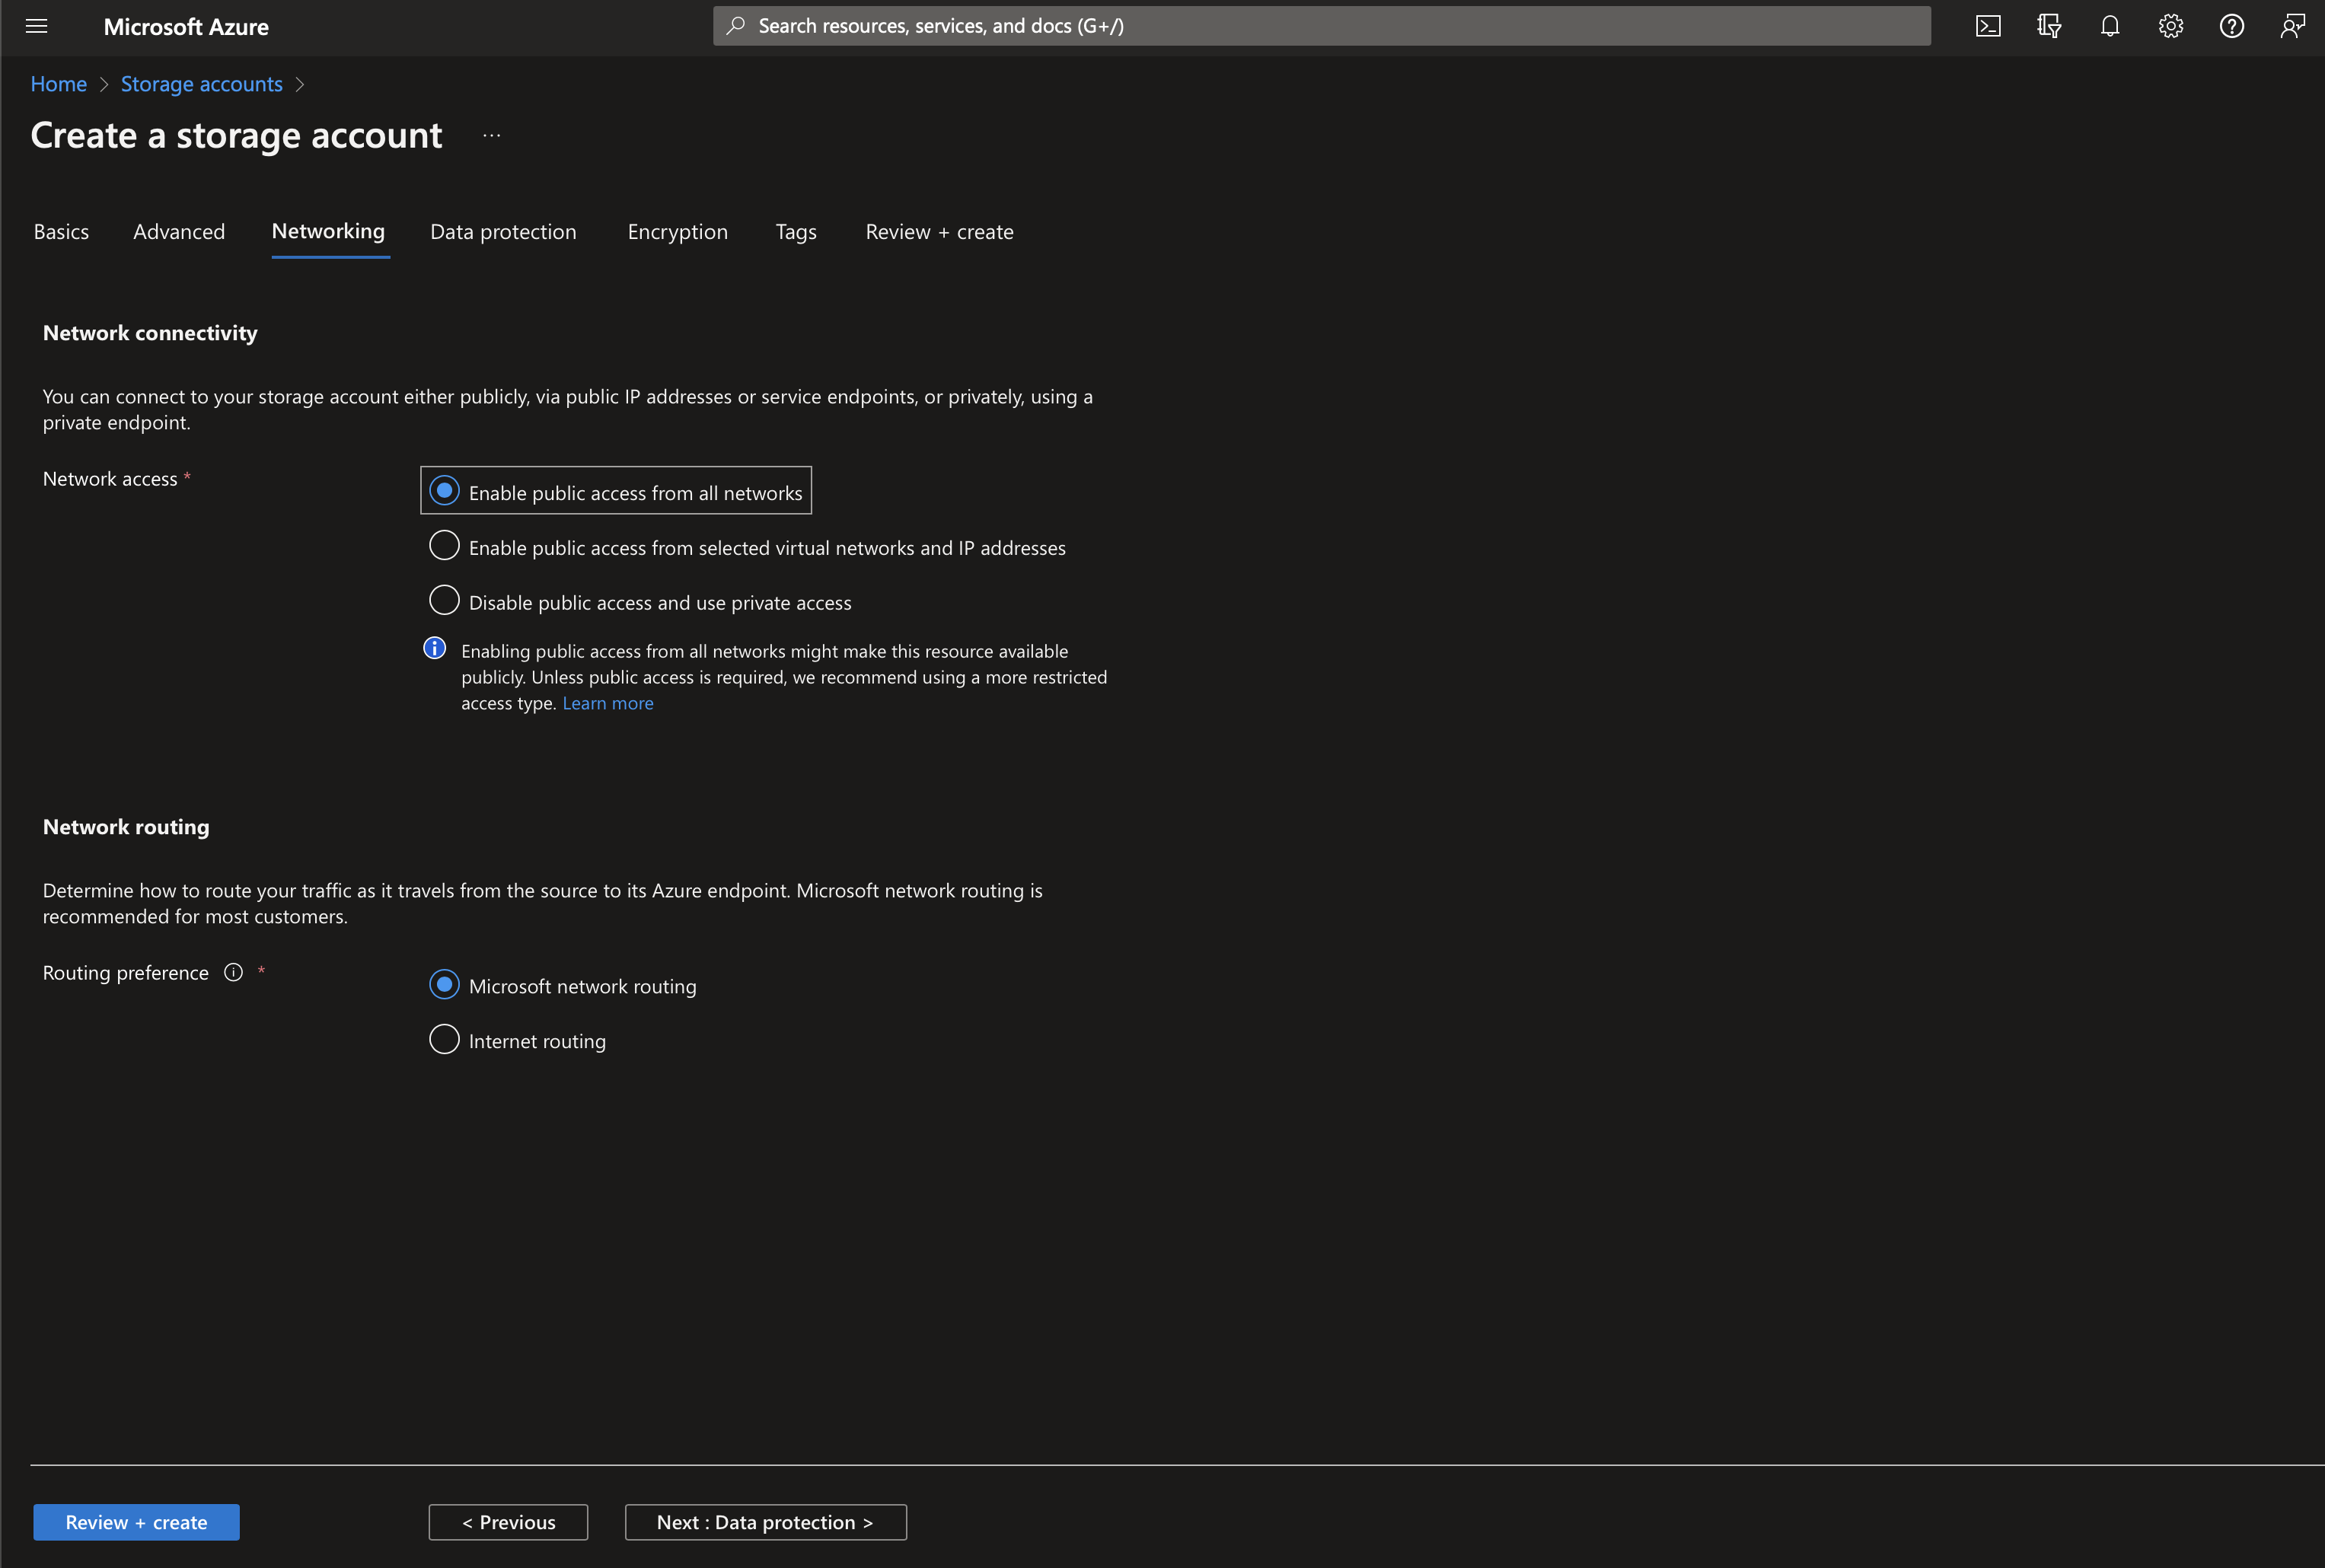 Microsoft Azure
Search resources, services, and docs (G+/)
Home > Storage accounts >
Create a storage account ...
Basics Advanced Networking Data protection Encryption Tags Review + create
Network connectivity
You can connect to your storage account either publicly, via public IP addresses or service endpoints, or privately, using a
private endpoint.
Network access *
Enable public access from all networks
Enable public access from selected virtual networks and IP addresses
Disable public access and use private access
Enabling public access from all networks might make this resource available
publicly. Unless public access is required, we recommend using a more restricted
access type. Learn more
Network routing
Determine how to route your traffic as it travels from the source to its Azure endpoint. Microsoft network routing is
recommended for most customers.
Routing preference *
Microsoft network routing
Internet routing
Review + create < Previous Next : Data protection >